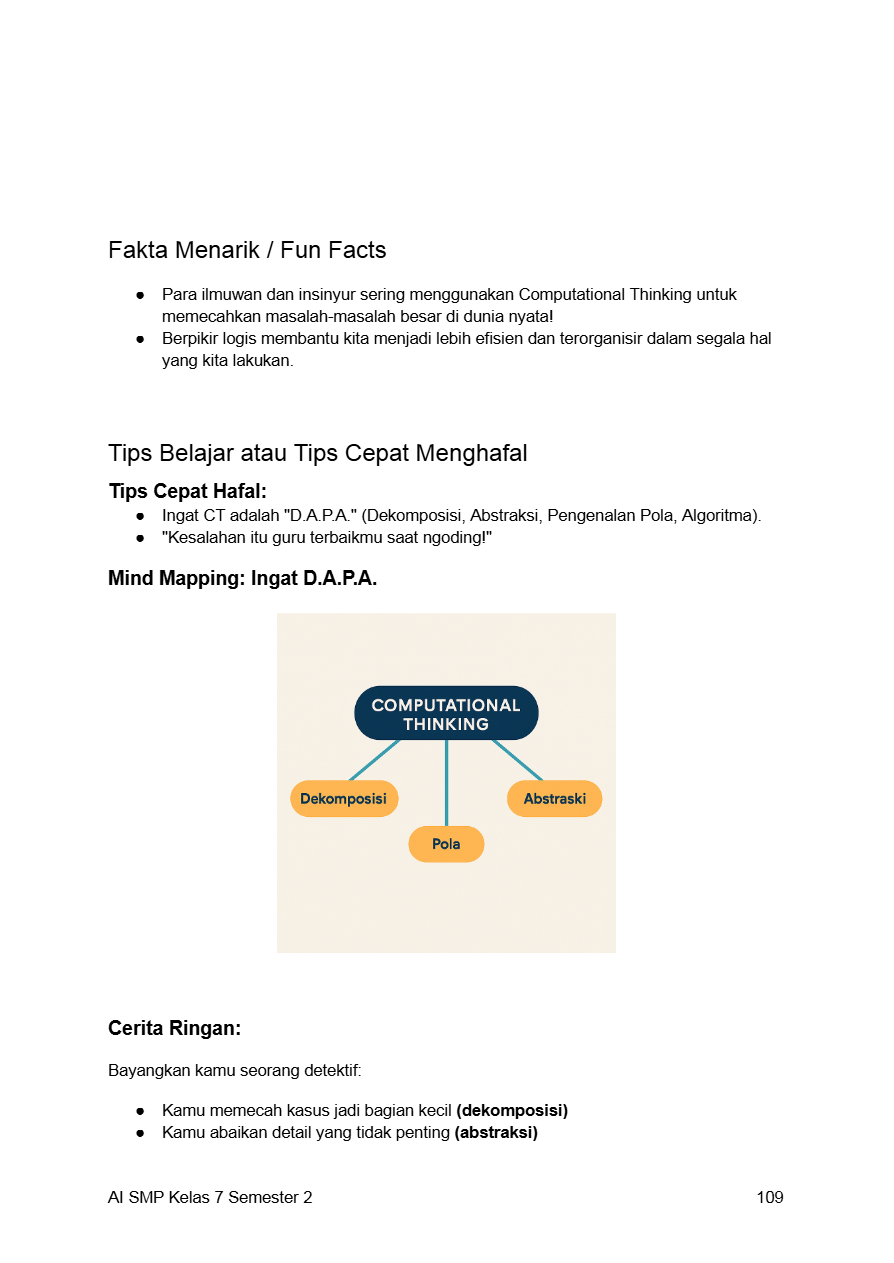 Fakta Menarik / Fun Facts
● Para ilmuwan dan insinyur sering menggunakan Computational Thinking untuk
memecahkan masalah-masalah besar di dunia nyata!
● Berpikir logis membantu kita menjadi lebih efisien dan terorganisir dalam segala hal
yang kita lakukan.
Tips Belajar atau Tips Cepat Menghafal
Tips Cepat Hafal:
● Ingat CT adalah "D.A.P.A." (Dekomposisi, Abstraksi, Pengenalan Pola, Algoritma).
● "Kesalahan itu guru terbaikmu saat ngoding!"
Mind Mapping: Ingat D.A.P.A.
COMPUTATIONAL
THINKING
Dekomposisi
Abstraski
Pola
Cerita Ringan:
Bayangkan kamu seorang detektif:
● Kamu memecah kasus jadi bagian kecil (dekomposisi)
● Kamu abaikan detail yang tidak penting (abstraksi)
AI SMP Kelas 7 Semester 2 109